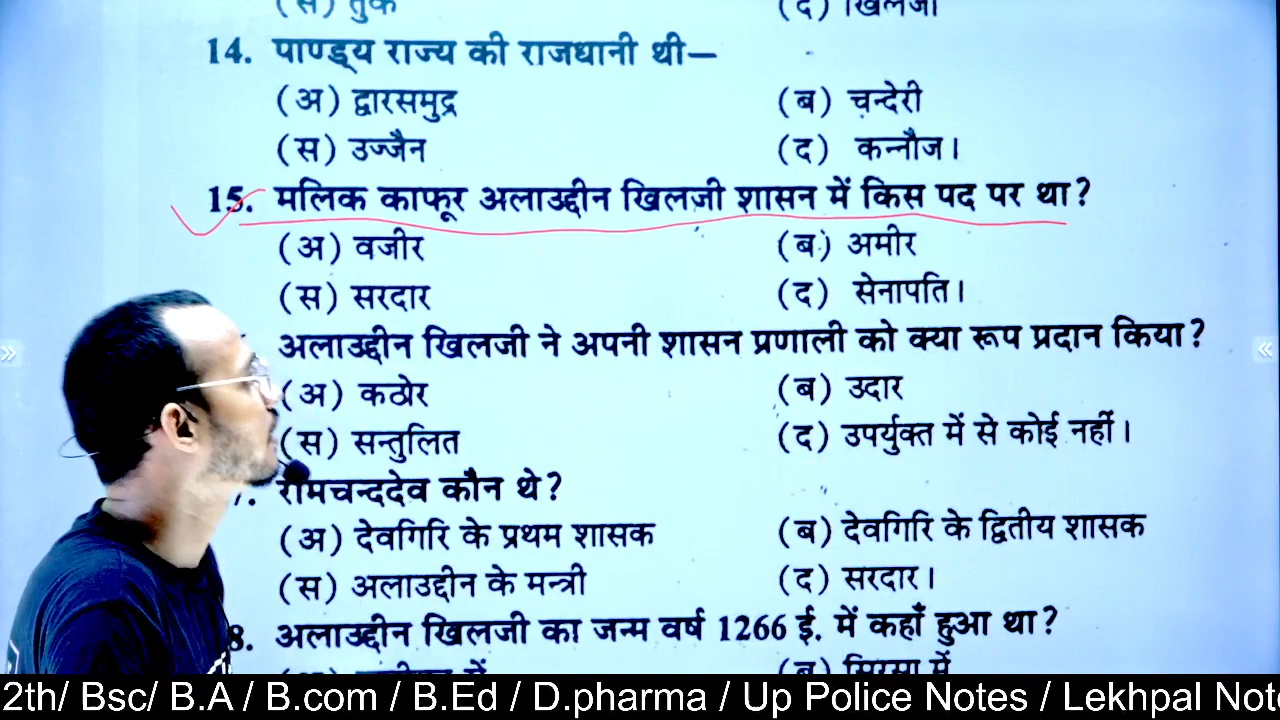 (स) तुर्क (द) खिलजी
14. पाण्ड्य राज्य की राजधानी थी—
(अ) द्वारसमुद्र (ब) चन्देरी
(स) उज्जैन (द) कन्नौज।
15. मलिक काफूर अलाउद्दीन खिलजी शासन में किस पद पर था?
(अ) वजीर (ब) अमीर
(स) सरदार (द) सेनापति।
अलाउद्दीन खिलजी ने अपनी शासन प्रणाली को क्या रूप प्रदान किया?
(अ) कठोर (ब) उदार
(स) सन्तुलित (द) उपर्युक्त में से कोई नहीं।
7. रामचन्ददेव कौन थे?
(अ) देवगिरि के प्रथम शासक (ब) देवगिरि के द्वितीय शासक
(स) अलाउद्दीन के मन्त्री (द) सरदार।
8. अलाउद्दीन खिलजी का जन्म वर्ष 1266 ई. में कहाँ हुआ था?
में (ब) सिरसा में
2th/ Bsc/ B.A / B.com / B.Ed / D.pharma / Up Police Notes / Lekhpal Not